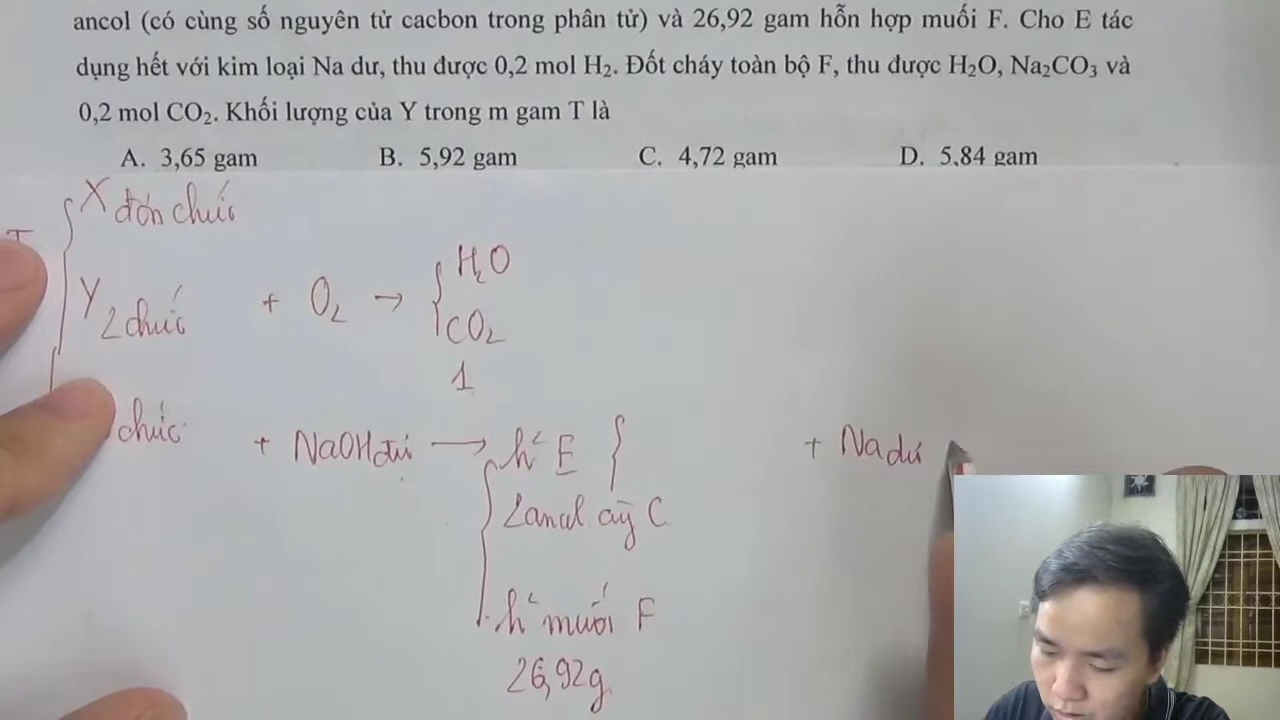 ancol (có cùng số nguyên tử cacbon trong phân tử) và 26,92 gam hỗn hợp muối F. Cho E tác
dụng hết với kim loại Na dư, thu được 0,2 mol H₂. Đốt cháy toàn bộ F, thu được H₂O, Na₂CO₃ và
0,2 mol CO₂. Khối lượng của Y trong m gam T là
A. 3,65 gam B. 5,92 gam C. 4,72 gam D. 5,84 gam
X đơn chức
Y 2 chức + O₂ → { H₂O
CO₂
1
chức + NaOH đủ → h² E { + Na dư
2 ancol cùng C
h² muối F
26,92g